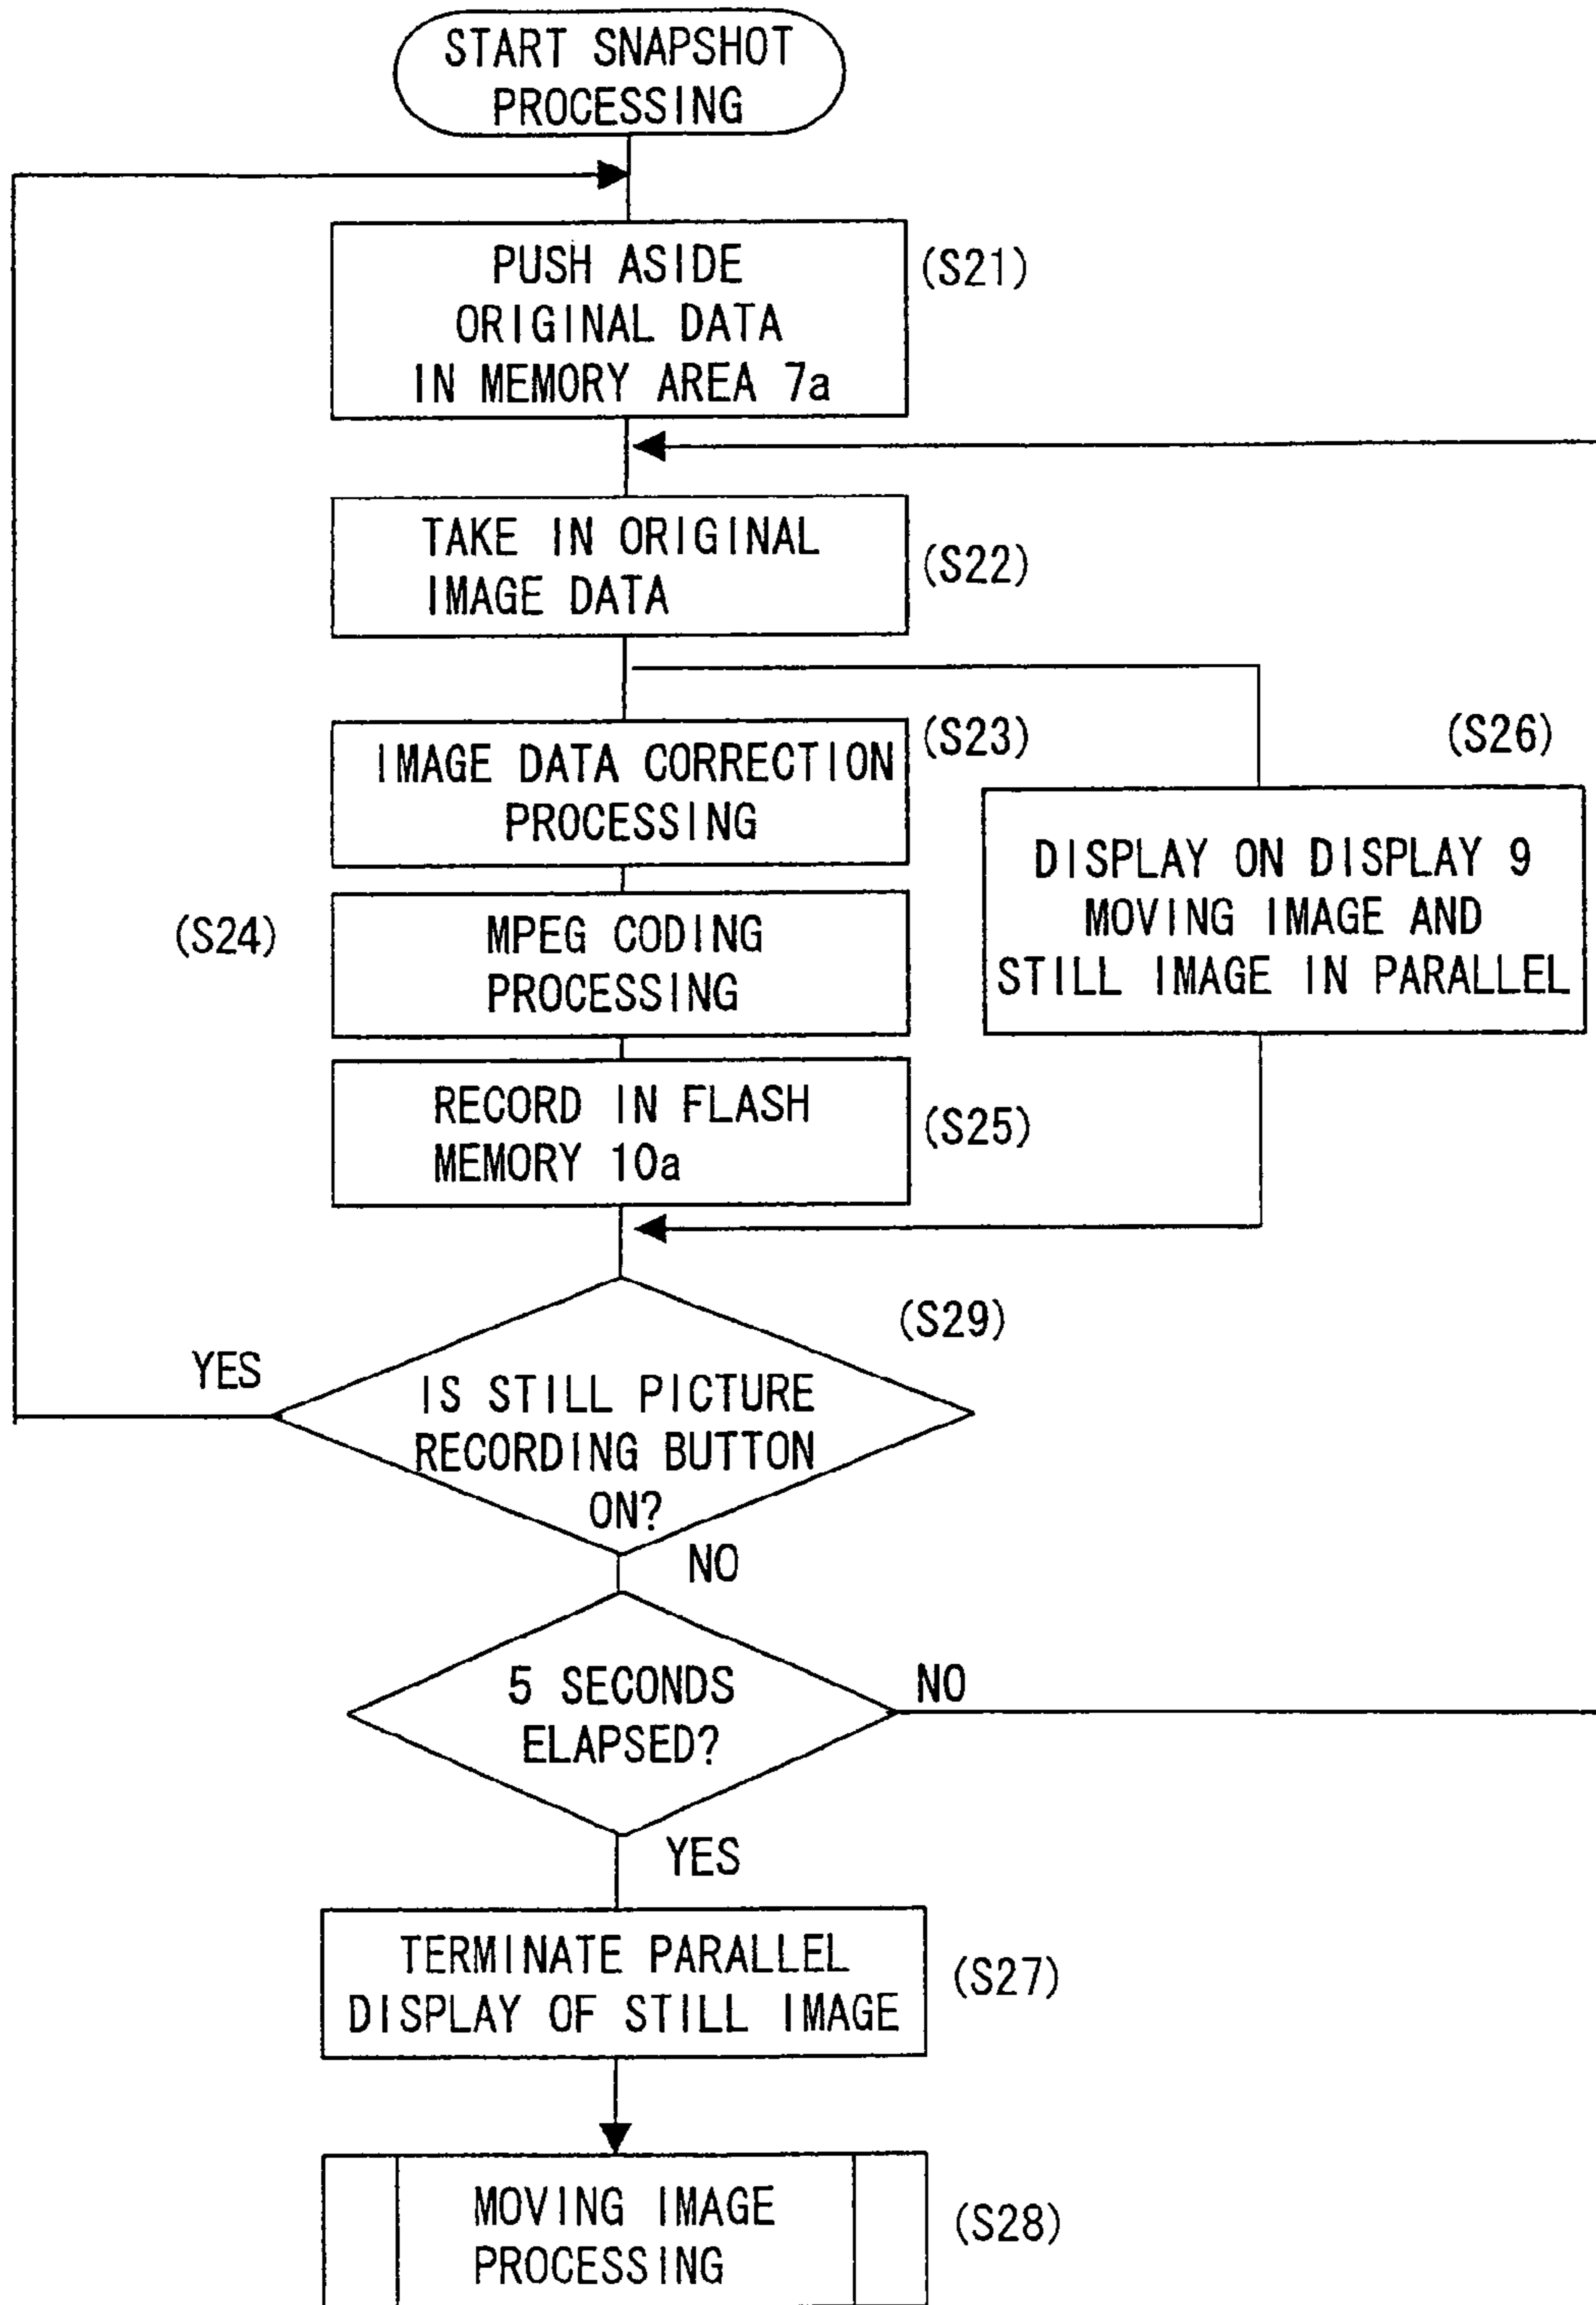 START SNAPSHOT
PROCESSING
PUSH ASIDE
ORIGINAL DATA
IN MEMORY AREA 7a
(S21)
TAKE IN ORIGINAL
IMAGE DATA
(S22)
IMAGE DATA CORRECTION
PROCESSING
(S23)
(S24)
MPEG CODING
PROCESSING
RECORD IN FLASH
MEMORY 10a
(S25)
(S26)
DISPLAY ON DISPLAY 9
MOVING IMAGE AND
STILL IMAGE IN PARALLEL
(S29)
YES
IS STILL PICTURE
RECORDING BUTTON
ON?
NO
5 SECONDS
ELAPSED?
NO
YES
TERMINATE PARALLEL
DISPLAY OF STILL IMAGE
(S27)
MOVING IMAGE
PROCESSING
(S28)